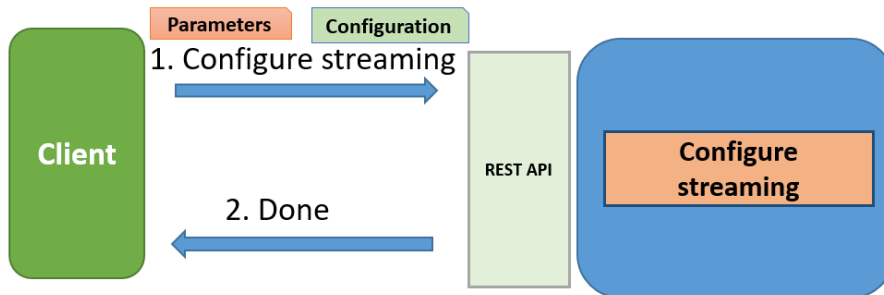 Parameters
Configuration
1. Configure streaming
Client
REST API
Configure
streaming
2. Done